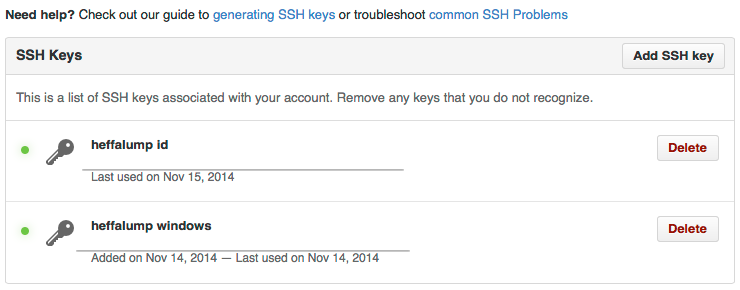 Need help? Check out our guide to generating SSH keys or troubleshoot common SSH Problems
SSH Keys
Add SSH key
This is a list of SSH keys associated with your account. Remove any keys that you do not recognize.
heffalump id
Delete
Last used on Nov 15, 2014
heffalump windows
Delete
Added on Nov 14, 2014 — Last used on Nov 14, 2014